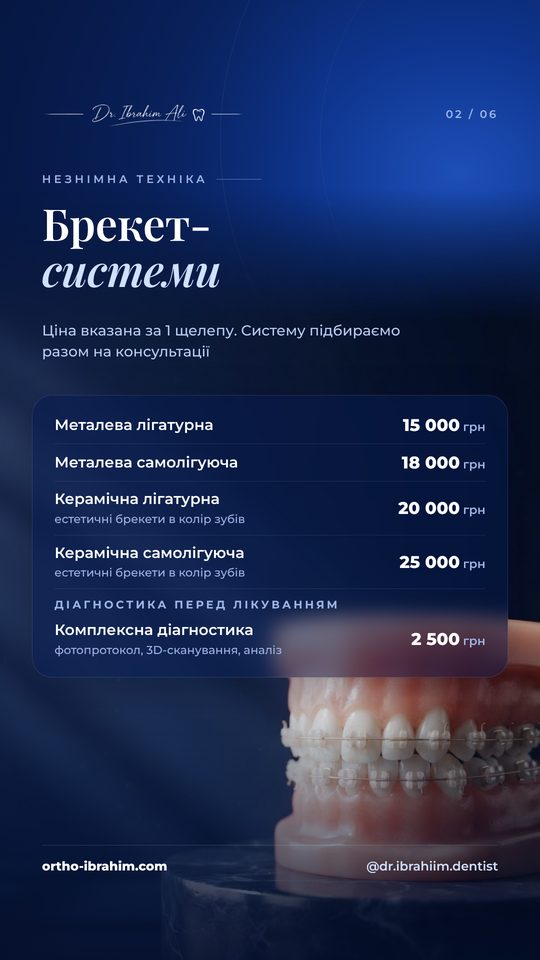 Dr. Ibrahim Ali
02 / 06
НЕЗНІМНА ТЕХНІКА
Брекет-
системи
Ціна вказана за 1 щелепу. Систему підбираємо
разом на консультації
Металева лігатурна 15 000 грн
Металева самолігуюча 18 000 грн
Керамічна лігатурна 20 000 грн
естетичні брекети в колір зубів
Керамічна самолігуюча 25 000 грн
естетичні брекети в колір зубів
ДІАГНОСТИКА ПЕРЕД ЛІКУВАННЯМ
Комплексна діагностика 2 500 грн
фотопротокол, 3D-сканування, аналіз
ortho-ibrahim.com @dr.ibrahiim.dentist